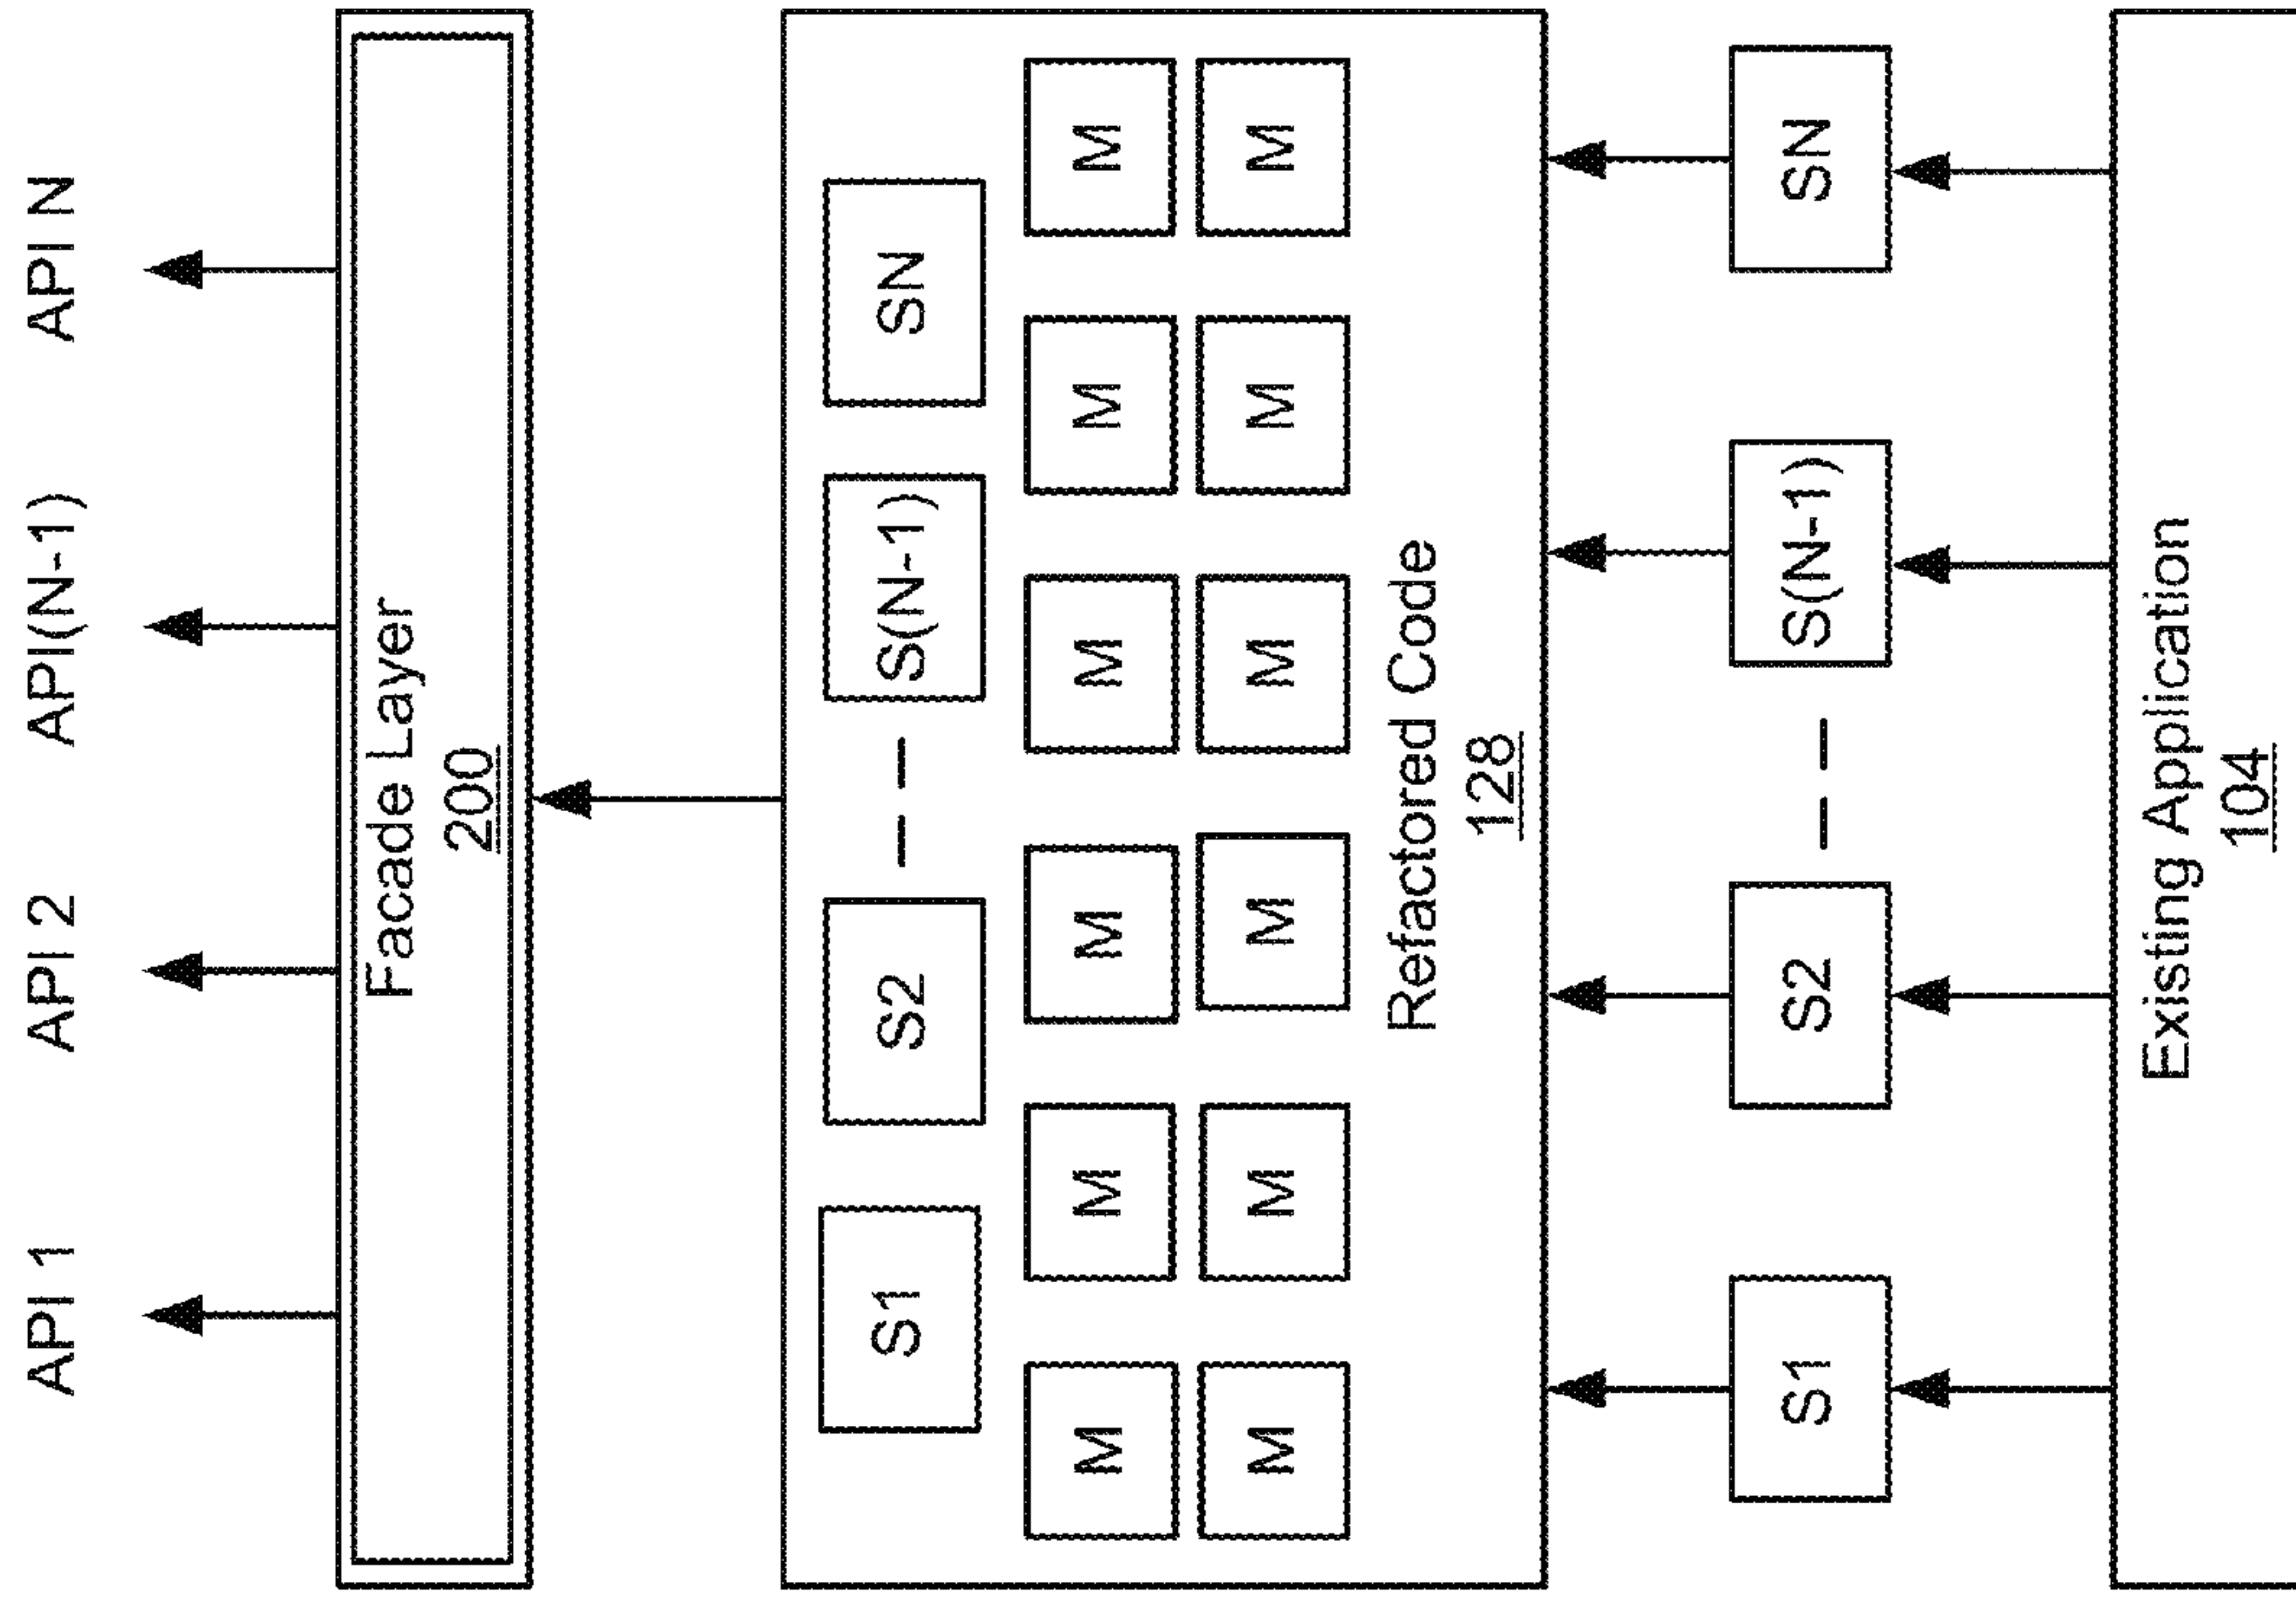 API 1
API 2
API(N-1)
API N
Facade Layer
200
S1
S2
S(N-1)
SN
M
M
M
M
M
M
M
M
M
M
M
M
Refactored Code
128
S1
S2
S(N-1)
SN
Existing Application
104